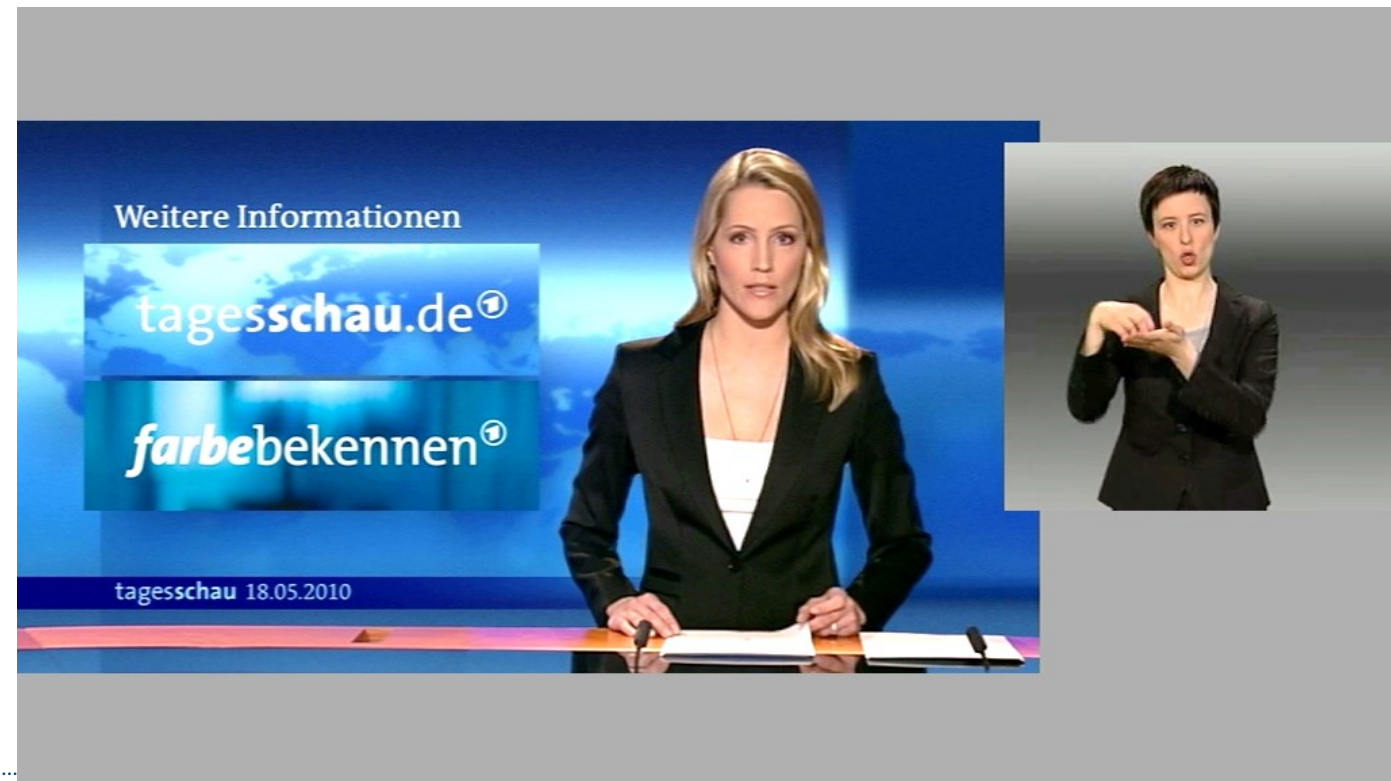 Weitere Informationen
tagesschau.de
farbebekennen
tagesschau 18.05.2010
...